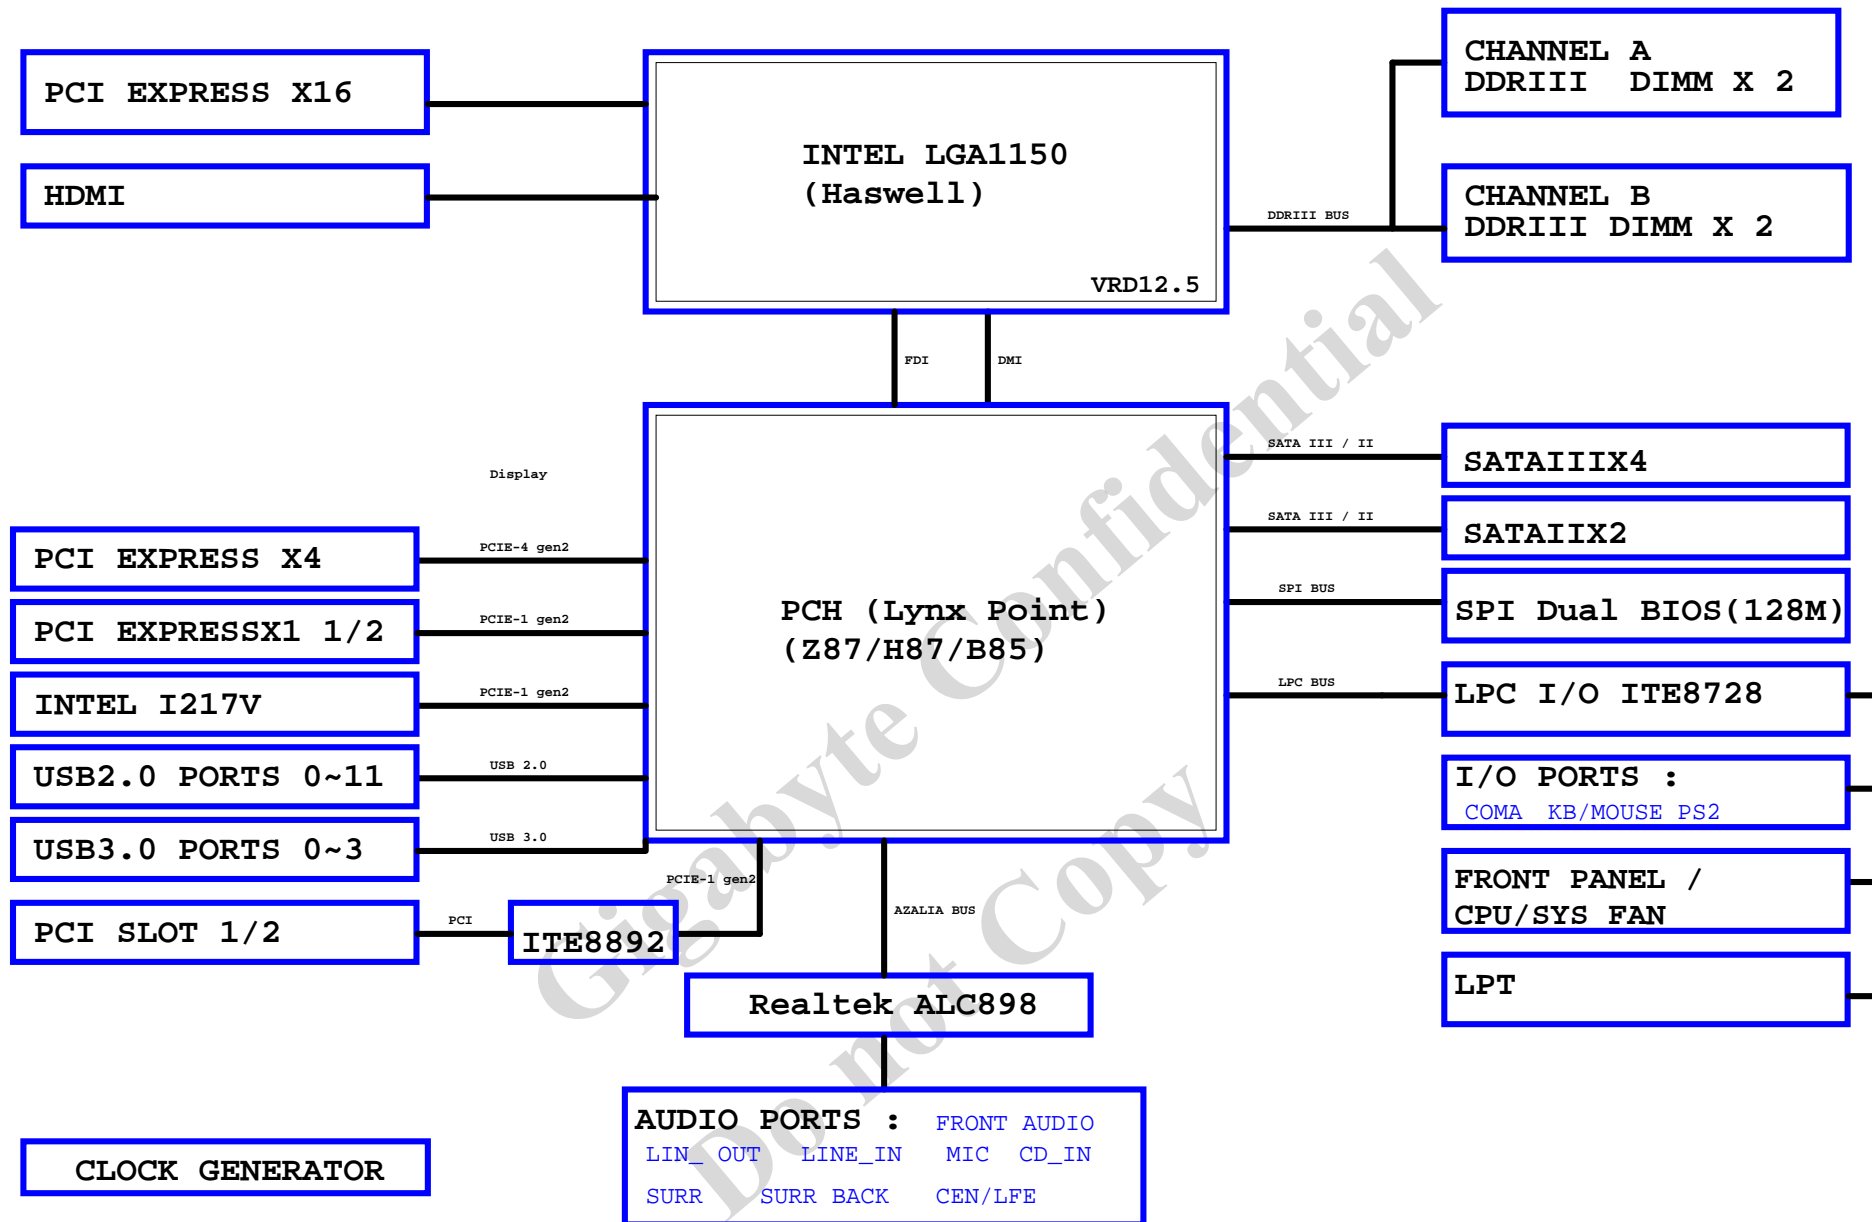 PCI EXPRESS X16
HDMI
INTEL LGA1150
(Haswell)
VRD12.5
DDRIII BUS
CHANNEL A
DDRIII DIMM X 2
CHANNEL B
DDRIII DIMM X 2
FDI
DMI
Display
PCI EXPRESS X4
PCIE-4 gen2
PCI EXPRESSX1 1/2
PCIE-1 gen2
INTEL I217V
PCIE-1 gen2
USB2.0 PORTS 0~11
USB 2.0
USB3.0 PORTS 0~3
USB 3.0
PCI SLOT 1/2
PCI
ITE8892
PCIE-1 gen2
PCH (Lynx Point)
(Z87/H87/B85)
SATA III / II
SATAIIIX4
SATA III / II
SATAIIX2
SPI BUS
SPI Dual BIOS(128M)
LPC BUS
LPC I/O ITE8728
I/O PORTS :
COMA KB/MOUSE PS2
FRONT PANEL /
CPU/SYS FAN
LPT
AZALIA BUS
Realtek ALC898
AUDIO PORTS : FRONT AUDIO
LIN_ OUT LINE_IN MIC CD_IN
SURR SURR BACK CEN/LFE
CLOCK GENERATOR
Gigabyte Confidential
Do not Copy